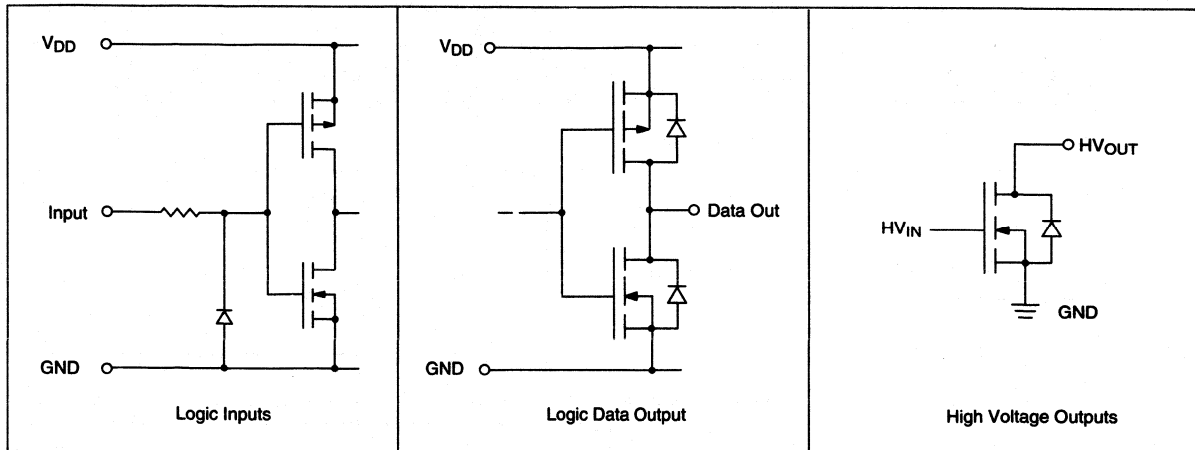 VDD
Input
GND
Logic Inputs
VDD
Data Out
GND
Logic Data Output
HVOUT
HVIN
GND
High Voltage Outputs